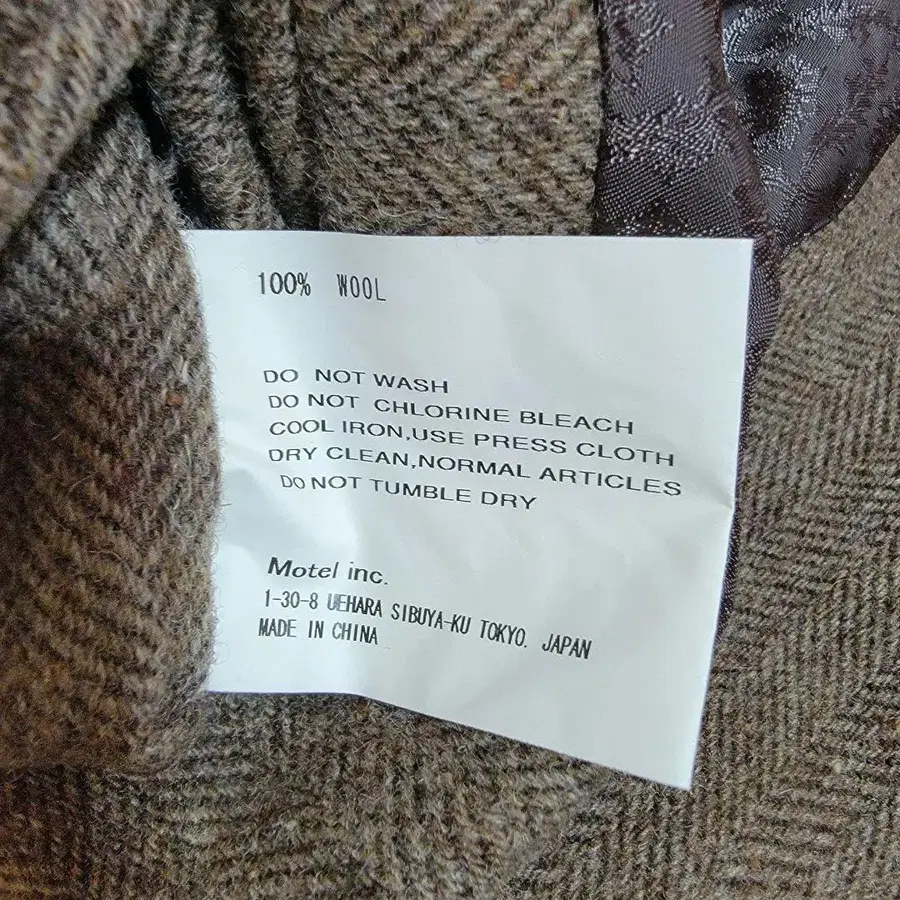 100% WOOL
DO NOT WASH
DO NOT CHLORINE BLEACH
COOL IRON,USE PRESS CLOTH
DRY CLEAN,NORMAL ARTICLES
DO NOT TUMBLE DRY
Motel inc.
1-30-8 UEHARA SIBUYA-KU TOKYO. JAPAN
MADE IN CHINA